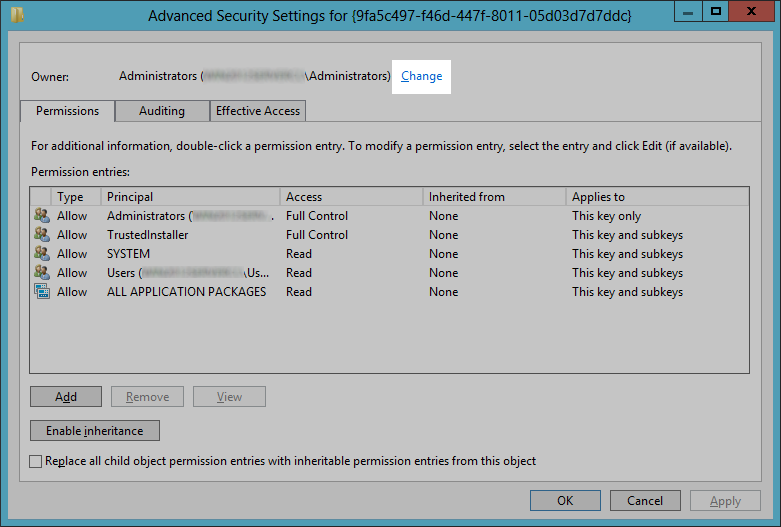 Advanced Security Settings for {9fa5c497-f46d-447f-8011-05d03d7d7ddc}
Owner: Administrators ( \Administrators) Change
Permissions Auditing Effective Access
For additional information, double-click a permission entry. To modify a permission entry, select the entry and click Edit (if available).
Permission entries:
Type Principal Access Inherited from Applies to
Allow Administrators ( ... Full Control None This key only
Allow TrustedInstaller Full Control None This key and subkeys
Allow SYSTEM Read None This key and subkeys
Allow Users ( \Us... Read None This key and subkeys
Allow ALL APPLICATION PACKAGES Read None This key and subkeys
Add Remove View
Enable inheritance
Replace all child object permission entries with inheritable permission entries from this object
OK Cancel Apply